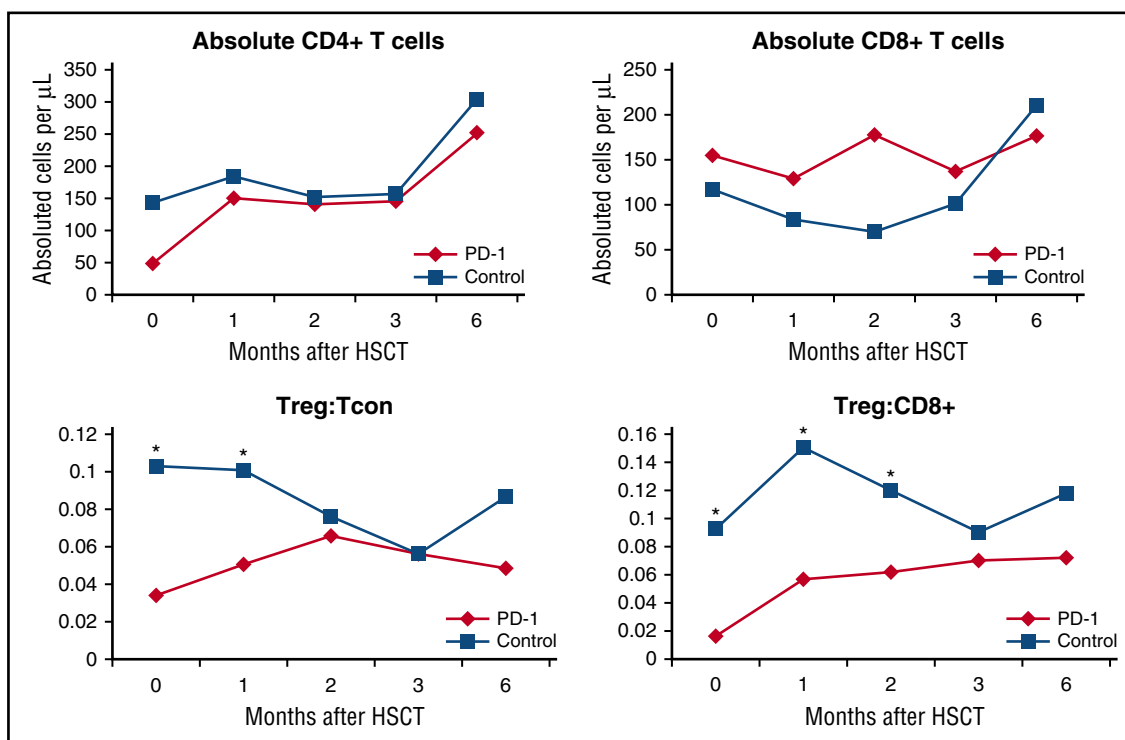 Absolute CD4+ T cells
Absoluted cells per μL
350
300
250
200
150
100
50
0
PD-1
Control
0 1 2 3 6
Months after HSCT
Absolute CD8+ T cells
Absoluted cells per μL
250
200
150
100
50
0
PD-1
Control
0 1 2 3 6
Months after HSCT
Treg:Tcon
0.12
0.1
0.08
0.06
0.04
0.02
0
* *
PD-1
Control
0 1 2 3 6
Months after HSCT
Treg:CD8+
0.16
0.14
0.12
0.1
0.08
0.06
0.04
0.02
0
* * *
PD-1
Control
0 1 2 3 6
Months after HSCT